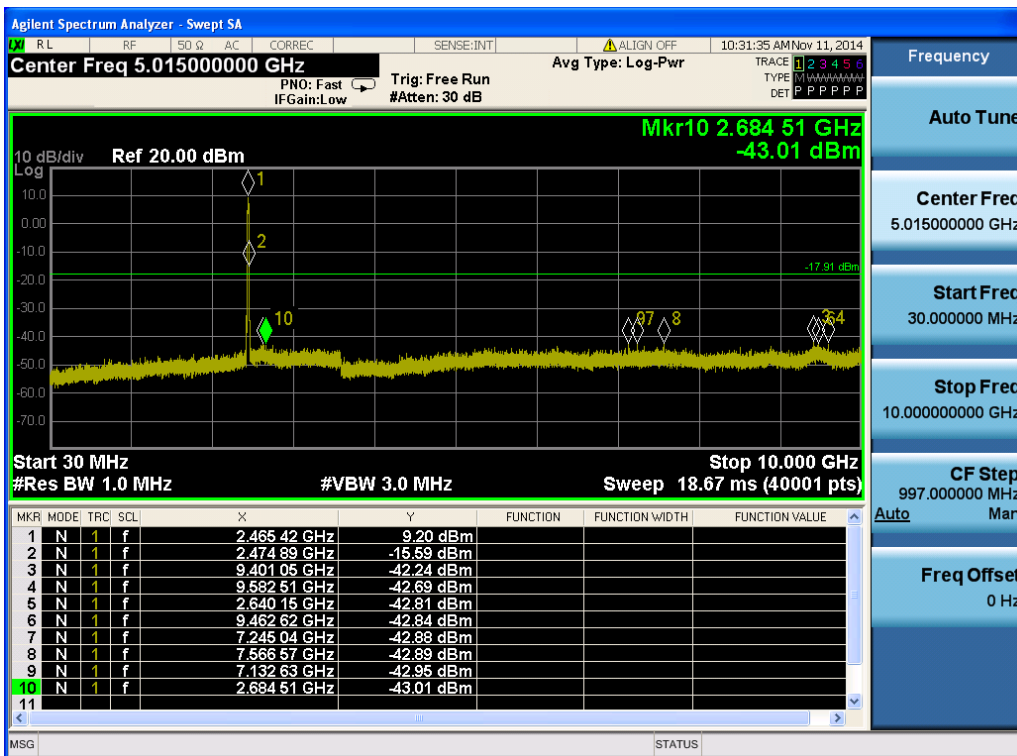 Agilent Spectrum Analyzer - Swept SA
LXI RL RF 50 Ω AC CORREC SENSE:INT ALIGN OFF 10:31:35 AM Nov 11, 2014
Center Freq 5.015000000 GHz
PNO: Fast
IFGain:Low
Trig: Free Run
#Atten: 30 dB
Avg Type: Log-Pwr
TRACE 1 2 3 4 5 6
TYPE M WWWWW
DET P P P P P P
Mkr10 2.684 51 GHz
-43.01 dBm
10 dB/div Ref 20.00 dBm
Log
10.0
0.00
-10.0
-20.0
-30.0
-40.0
-50.0
-60.0
-70.0
1
2
-17.91 dBm
10
97 8
4
Start 30 MHz Stop 10.000 GHz
#Res BW 1.0 MHz #VBW 3.0 MHz Sweep 18.67 ms (40001 pts)
MKR MODE TRC SCL X Y FUNCTION FUNCTION WIDTH FUNCTION VALUE
1 N 1 f 2.465 42 GHz 9.20 dBm
2 N 1 f 2.474 89 GHz -15.59 dBm
3 N 1 f 9.401 05 GHz -42.24 dBm
4 N 1 f 9.582 51 GHz -42.69 dBm
5 N 1 f 2.640 15 GHz -42.81 dBm
6 N 1 f 9.462 62 GHz -42.84 dBm
7 N 1 f 7.245 04 GHz -42.88 dBm
8 N 1 f 7.566 57 GHz -42.89 dBm
9 N 1 f 7.132 63 GHz -42.95 dBm
10 N 1 f 2.684 51 GHz -43.01 dBm
11
MSG STATUS
Frequency
Auto Tune
Center Freq
5.015000000 GHz
Start Freq
30.000000 MHz
Stop Freq
10.000000000 GHz
CF Step
997.000000 MHz
Auto Man
Freq Offset
0 Hz